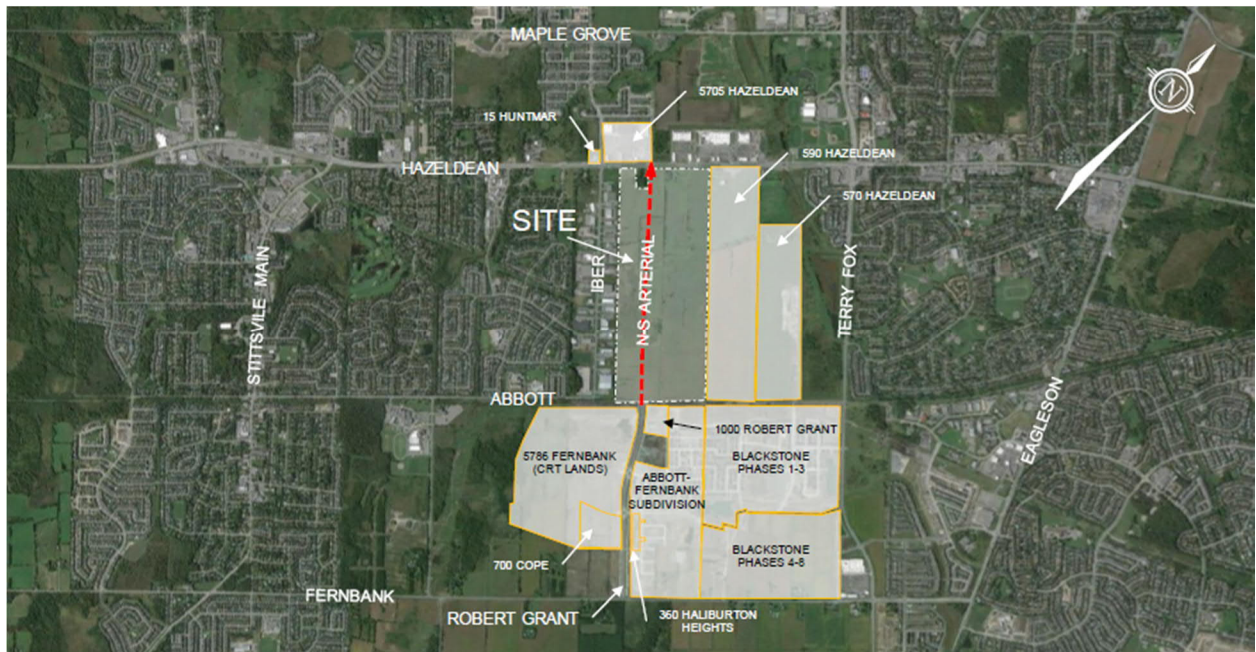 MAPLE GROVE
5705 HAZELDEAN
15 HUNTMAR
N
HAZELDEAN
590 HAZELDEAN
570 HAZELDEAN
SITE
STITTSVILE MAIN
IBER
N-S ARTERIAL
TERRY FOX
EAGLESON
ABBOTT
1000 ROBERT GRANT
5786 FERNBANK
(CRT LANDS)
BLACKSTONE
PHASES 1-3
ABBOTT-
FERNBANK
SUBDIVISION
BLACKSTONE
PHASES 4-8
700 COPE
FERNBANK
ROBERT GRANT
360 HALIBURTON
HEIGHTS